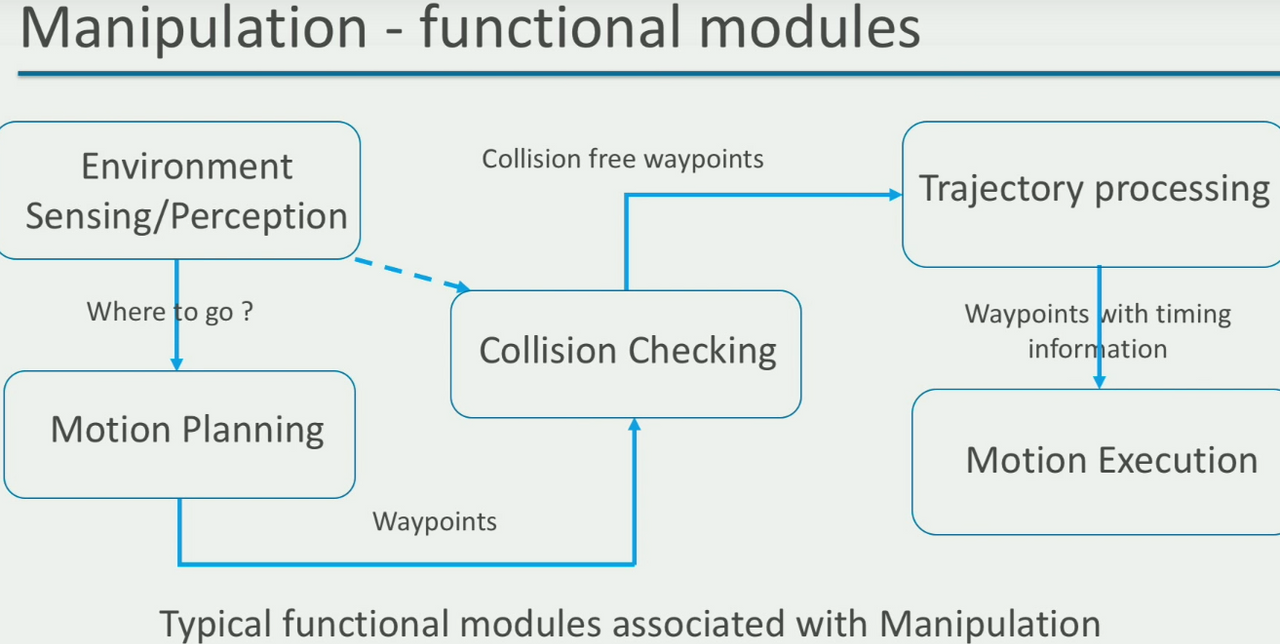 Manipulation - functional modules
Environment
Sensing/Perception
Collision free waypoints
Trajectory processing
Where to go ?
Collision Checking
Waypoints with timing
information
Motion Planning
Motion Execution
Waypoints
Typical functional modules associated with Manipulation